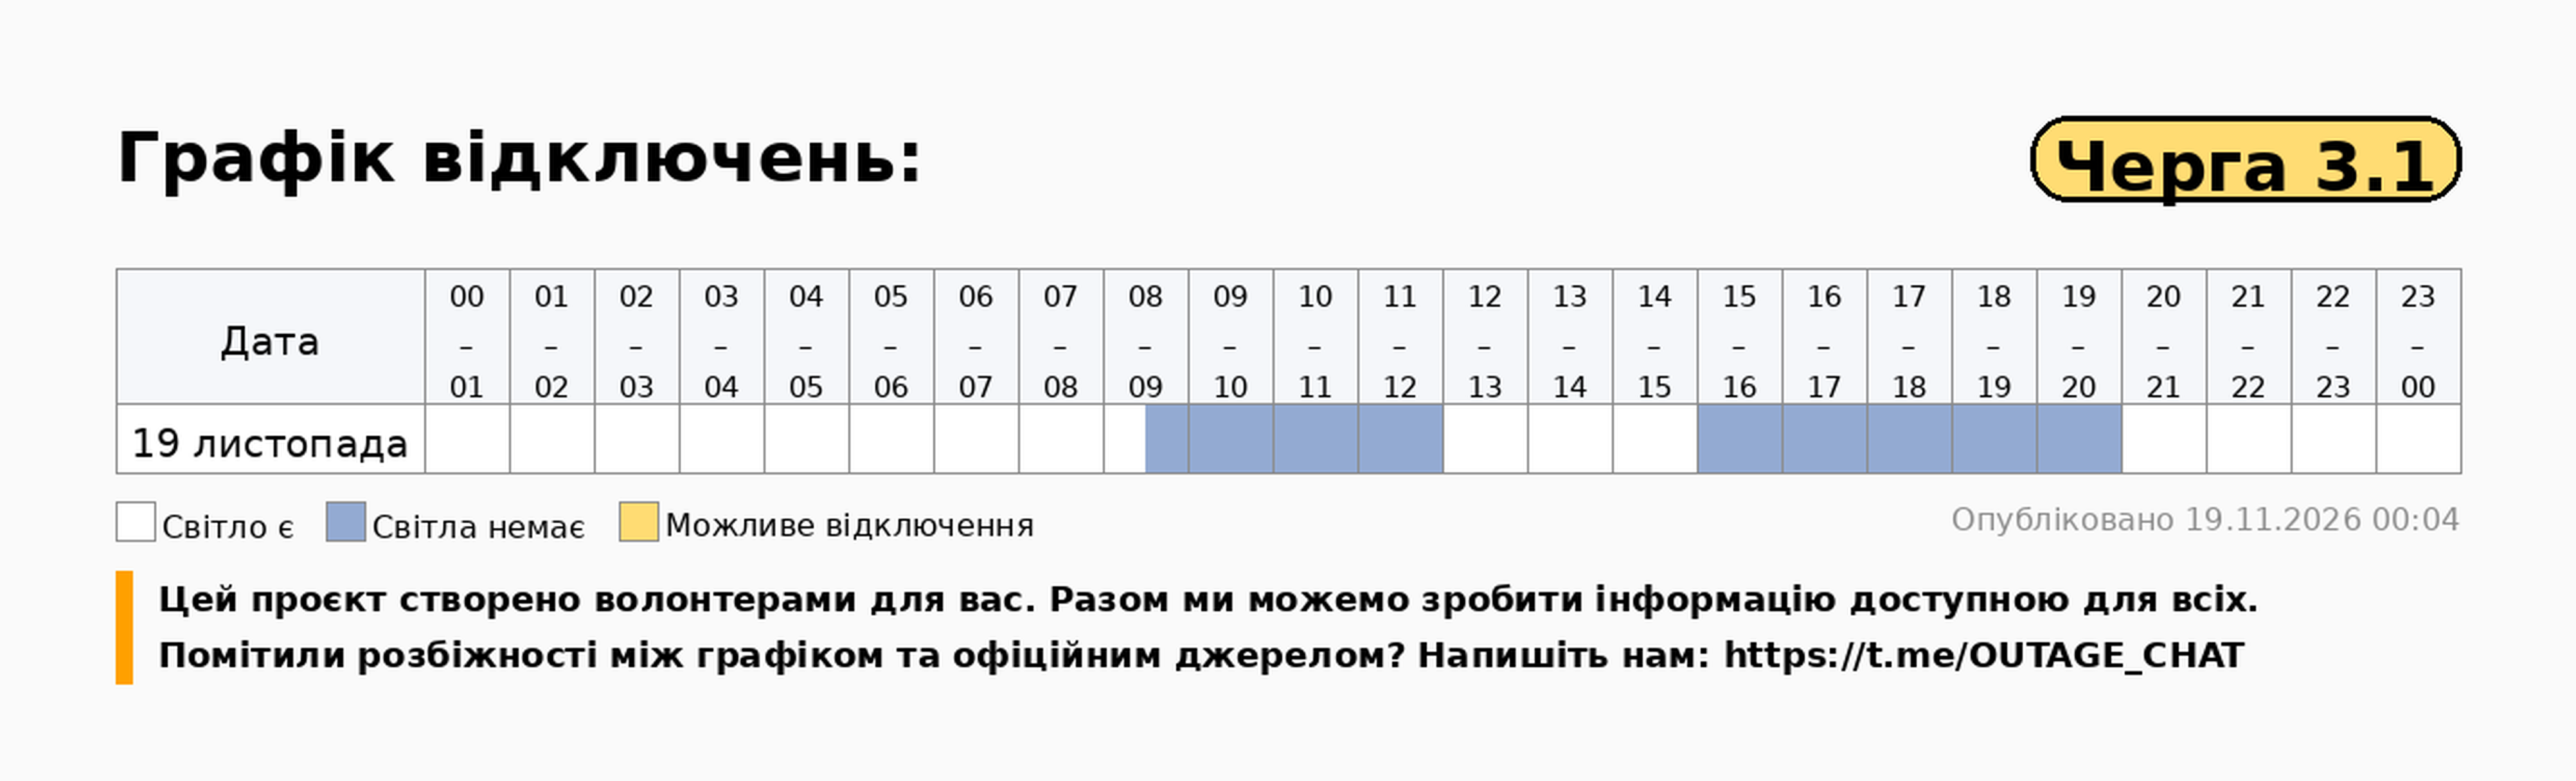 Графік відключень:
Черга 3.1
Дата 00 – 01 01 – 02 02 – 03 03 – 04 04 – 05 05 – 06 06 – 07 07 – 08 08 – 09 09 – 10 10 – 11 11 – 12 12 – 13 13 – 14 14 – 15 15 – 16 16 – 17 17 – 18 18 – 19 19 – 20 20 – 21 21 – 22 22 – 23 23 – 00
19 листопада
Світло є Світла немає Можливе відключення
Опубліковано 19.11.2026 00:04
Цей проєкт створено волонтерами для вас. Разом ми можемо зробити інформацію доступною для всіх.
Помітили розбіжності між графіком та офіційним джерелом? Напишіть нам: https://t.me/OUTAGE_CHAT